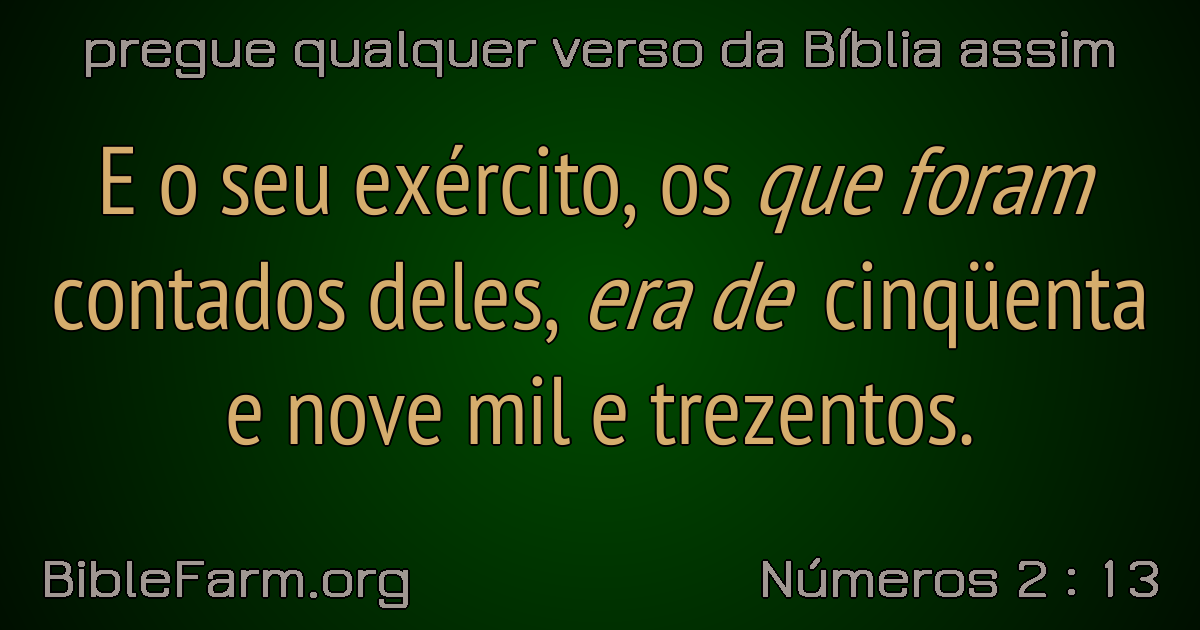 pregue qualquer verso da Bíblia assim
E o seu exército, os que foram
contados deles, era de cinqüenta
e nove mil e trezentos.
BibleFarm.org
Números 2 : 13